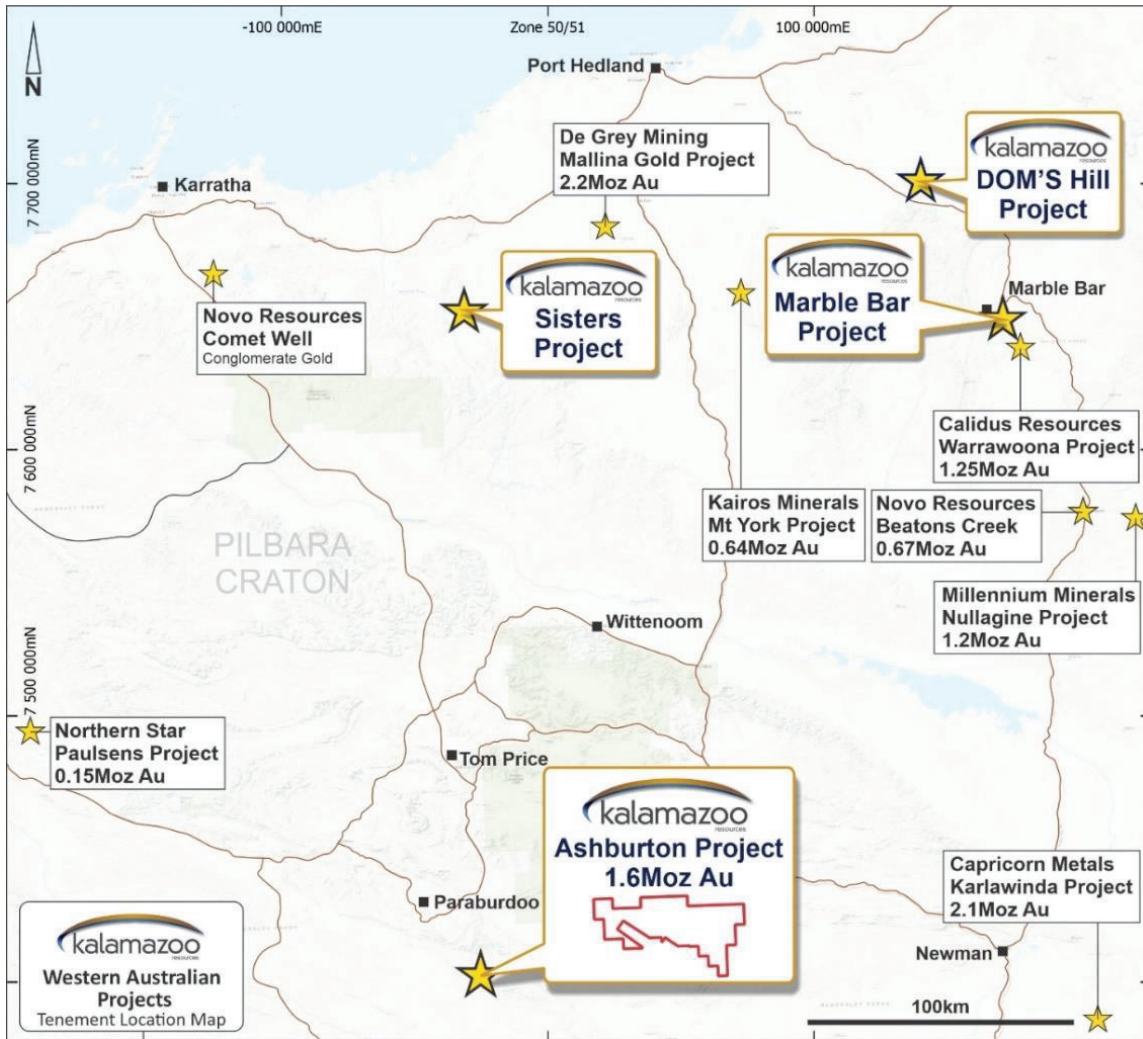 -100 000mE
Zone 50/51
100 000mE
N
Port Hedland
De Grey Mining
Mallina Gold Project
2.2Moz Au
kalamazoo
resources
DOM'S Hill
Project
7 700 000mN
Karratha
kalamazoo
resources
Sisters
Project
kalamazoo
resources
Marble Bar
Project
Marble Bar
Novo Resources
Comet Well
Conglomerate Gold
Calidus Resources
Warrawoona Project
1.25Moz Au
7 600 000mN
Kairos Minerals
Mt York Project
0.64Moz Au
Novo Resources
Beatons Creek
0.67Moz Au
PILBARA
CRATON
Millennium Minerals
Nullagine Project
1.2Moz Au
Wittenoom
7 500 000mN
Northern Star
Paulsens Project
0.15Moz Au
Tom Price
kalamazoo
resources
Ashburton Project
1.6Moz Au
Paraburdoo
Capricorn Metals
Karlawinda Project
2.1Moz Au
Newman
kalamazoo
resources
Western Australian
Projects
Tenement Location Map
100km